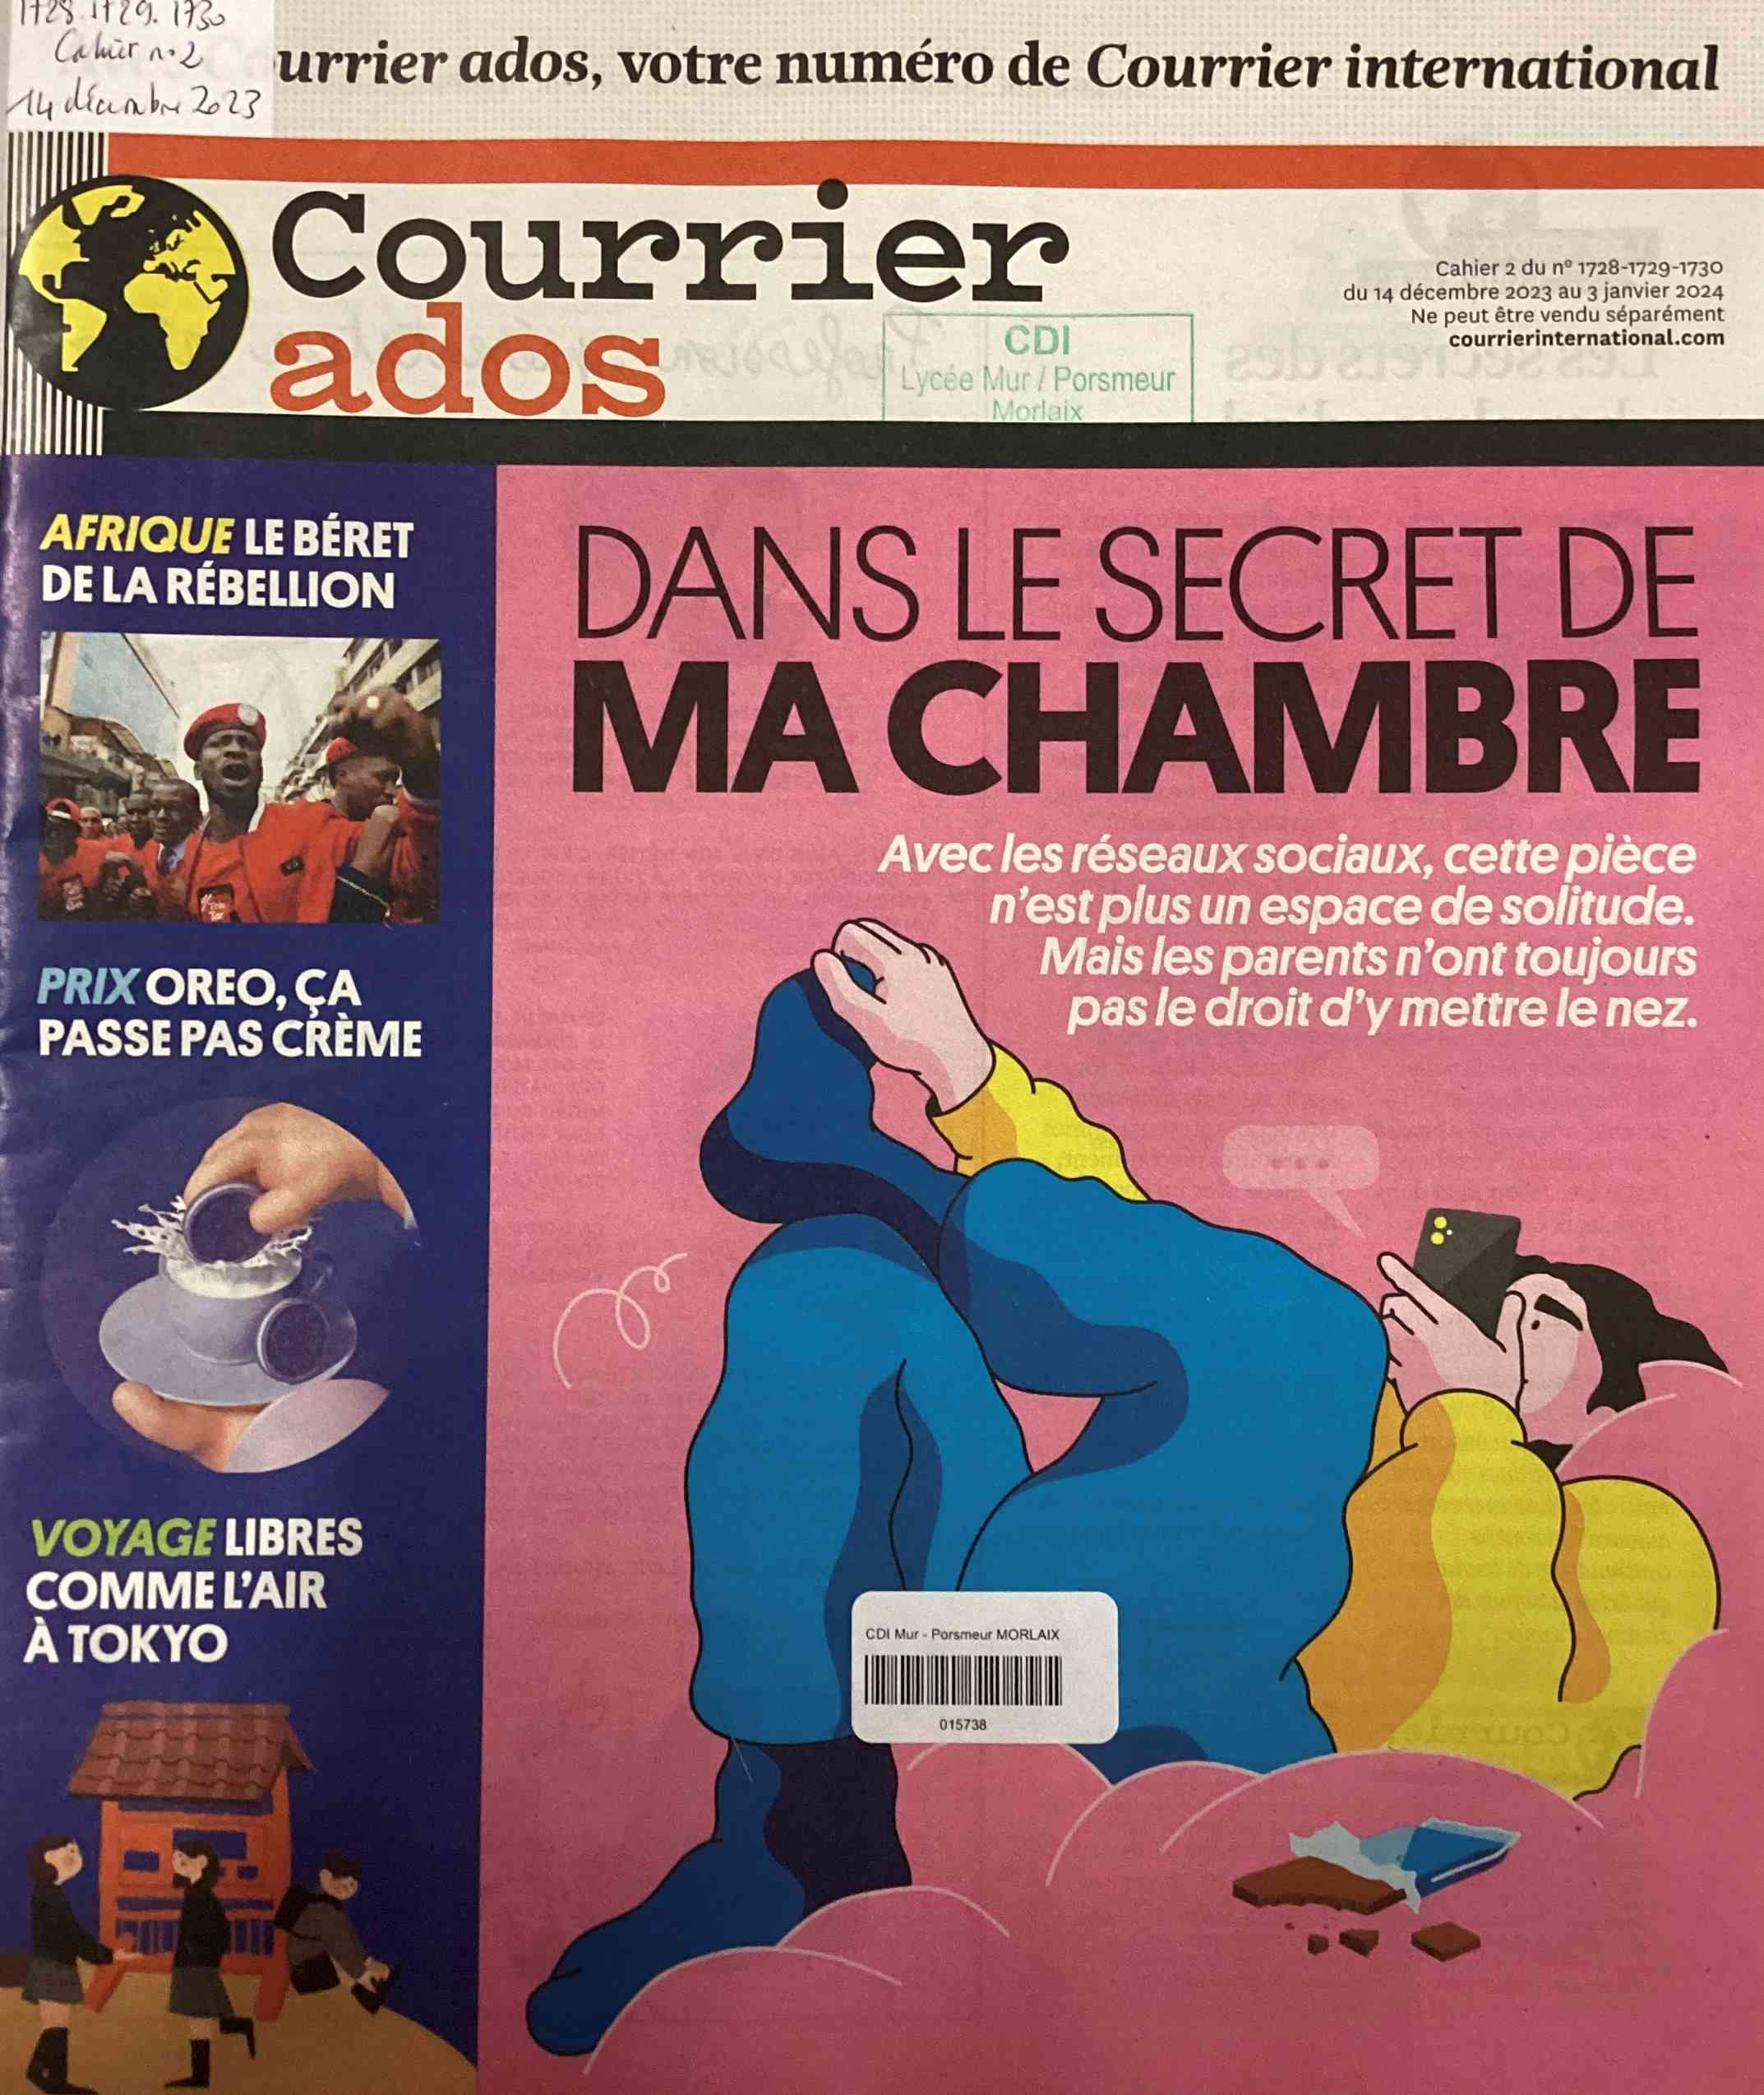 1728.1729.1730
Cahier n°2
14 décembre 2023
urrier ados, votre numéro de Courrier international
Courrier
ados
Cahier 2 du n° 1728-1729-1730
du 14 décembre 2023 au 3 janvier 2024
Ne peut être vendu séparément
courrierinternational.com
CDI
Lycée Mur / Porsmeur
Morlaix
AFRIQUE LE BÉRET
DE LA RÉBELLION
PRIX OREO, ÇA
PASSE PAS CRÈME
VOYAGE LIBRES
COMME L'AIR
À TOKYO
DANS LE SECRET DE
MA CHAMBRE
Avec les réseaux sociaux, cette pièce
n'est plus un espace de solitude.
Mais les parents n'ont toujours
pas le droit d'y mettre le nez.
CDI Mur - Porsmeur MORLAIX
015738